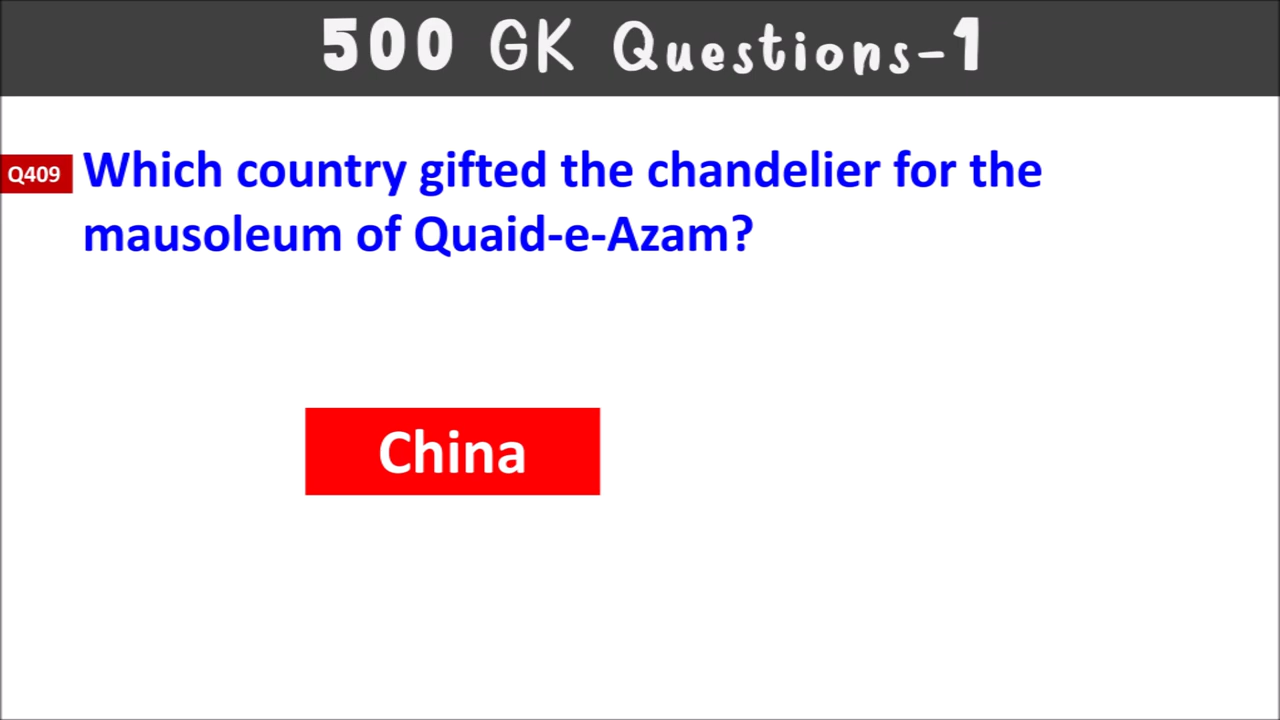 500 GK Questions-1
Q409
Which country gifted the chandelier for the
mausoleum of Quaid-e-Azam?
China